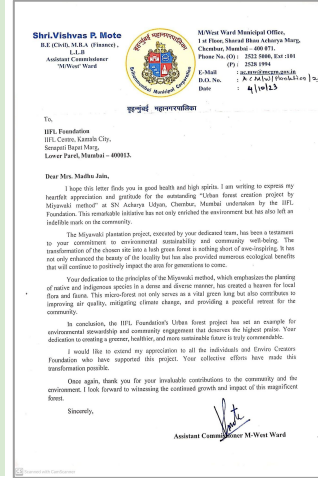 Shri.Vishvas P. Mote
B.E (Civil), M.B.A (Finance) ,
L.L.B
Assistant Commissioner
'M/West' Ward
M/West Ward Municipal Office,
1 st Floor, Sharad Bhau Acharya Marg,
Chembur, Mumbai – 400 071.
Phone No. (O) : 2522 5000, Ext :101
(P) : 2528 1994
E-Mail : ac.mw@mcgm.gov.in
D.O. No. :
Date : 4/10/23
बृहन्मुंबई महानगरपालिका
To,
IIFL Foundation
IIFL Centre, Kamala City,
Senapati Bapat Marg,
Lower Parel, Mumbai – 400013.
Dear Mrs. Madhu Jain,
I hope this letter finds you in good health and high spirits. I am writing to express my
heartfelt appreciation and gratitude for the outstanding "Urban forest creation project by
Miyawaki method" at SN Acharya Udyan, Chembur, Mumbai undertaken by the IIFL
Foundation. This remarkable initiative has not only enriched the environment but has also left an
indelible mark on the community.
The Miyawaki plantation project, executed by your dedicated team, has been a testament
to your commitment to environmental sustainability and community well-being. The
transformation of the chosen site into a lush green forest is nothing short of awe-inspiring. It has
not only enhanced the beauty of the locality but has also provided numerous ecological benefits
that will continue to positively impact the area for generations to come.
Your dedication to the principles of the Miyawaki method, which emphasizes the planting
of native and indigenous species in a dense and diverse manner, has created a heaven for local
flora and fauna. This micro-forest not only serves as a vital green lung but also contributes to
improving air quality, mitigating climate change, and providing a peaceful retreat for the
community.
In conclusion, the IIFL Foundation's Urban forest project has set an example for
environmental stewardship and community engagement that deserves the highest praise. Your
dedication to creating a greener, healthier, and more sustainable future is truly commendable.
I would like to extend my appreciation to all the individuals and Enviro Creators
Foundation who have supported this project. Your collective efforts have made this
transformation possible.
Once again, thank you for your invaluable contributions to the community and the
environment. I look forward to witnessing the continued growth and impact of this magnificent
forest.
Sincerely,
Assistant Commissioner M-West Ward